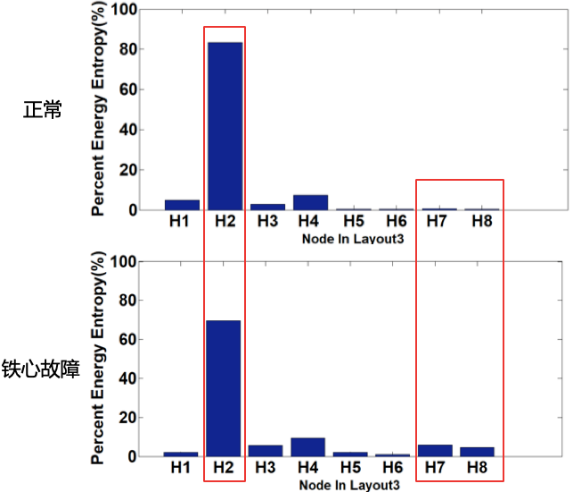 正常
Percent Energy Entropy(%)
100
80
60
40
20
0
H1 H2 H3 H4 H5 H6 H7 H8
Node In Layout3
铁心故障
Percent Energy Entropy(%)
100
80
60
40
20
0
H1 H2 H3 H4 H5 H6 H7 H8
Node In Layout3